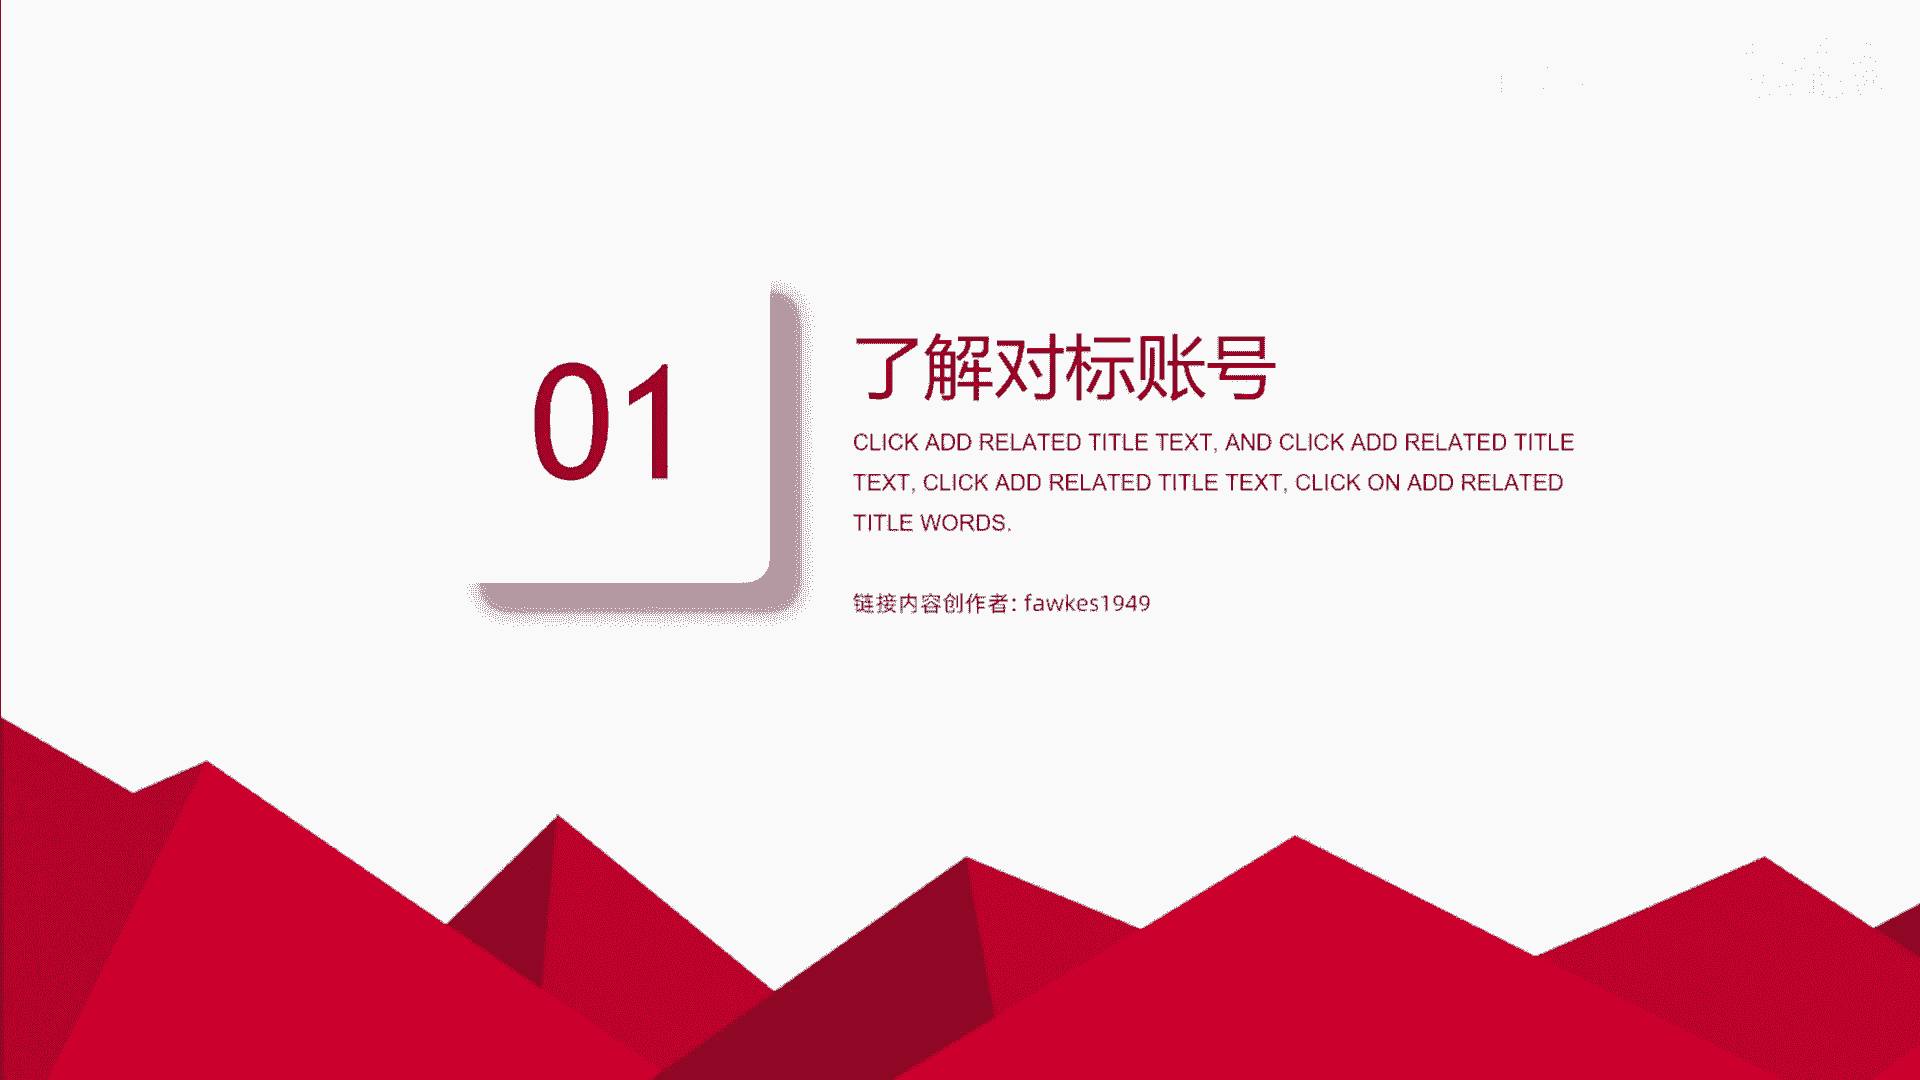 01
了解对标账号
CLICK ADD RELATED TITLE TEXT, AND CLICK ADD RELATED TITLE
TEXT, CLICK ADD RELATED TITLE TEXT, CLICK ON ADD RELATED
TITLE WORDS.
链接内容创作者: fawkes1949